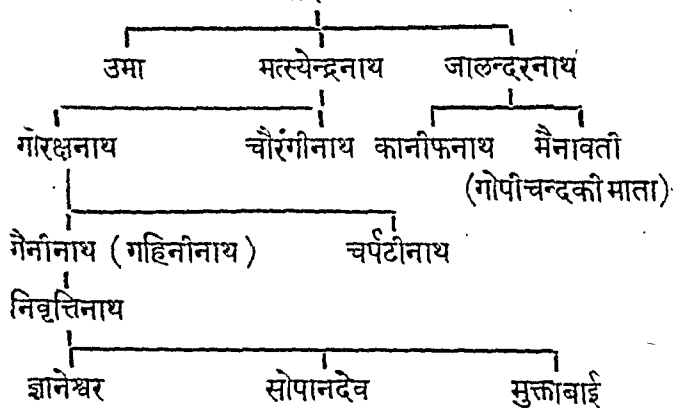 उमा मत्स्येन्द्रनाथ जालन्दरनाथ
गोरक्षनाथ चौरंगीनाथ कानीफनाथ मैनावती
(गोपीचन्दकी माता)
गैनीनाथ (गहिनीनाथ) चर्पटीनाथ
निवृत्तिनाथ
ज्ञानेश्वर सोपानदेव मुक्ताबाई